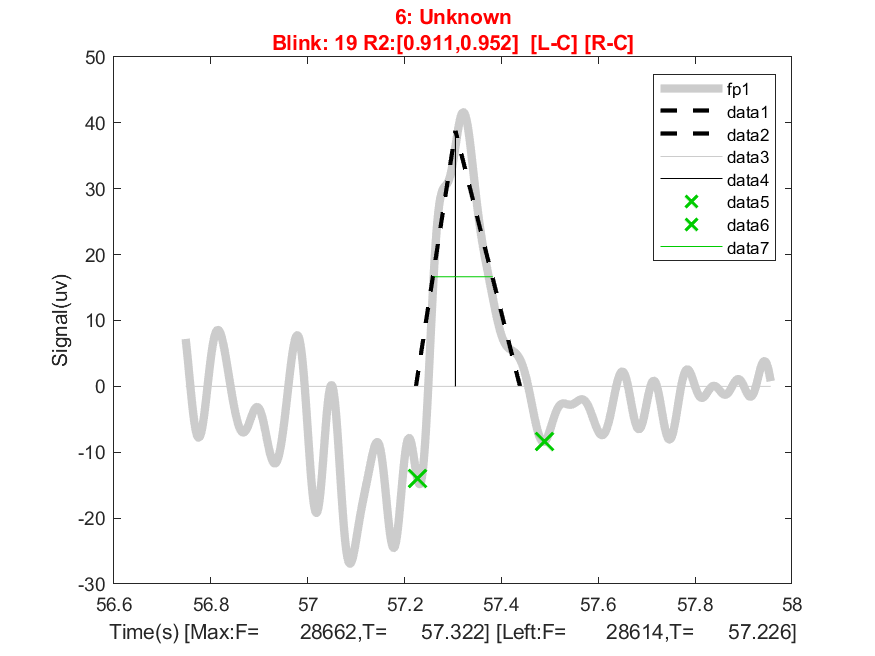 6: Unknown
Blink: 19 R2:[0.911,0.952] [L-C] [R-C]
50
40
30
20
10
0
-10
-20
-30
Signal(uv)
fp1
data1
data2
data3
data4
data5
data6
data7
56.6 56.8 57 57.2 57.4 57.6 57.8 58
Time(s) [Max:F= 28662,T= 57.322] [Left:F= 28614,T= 57.226]